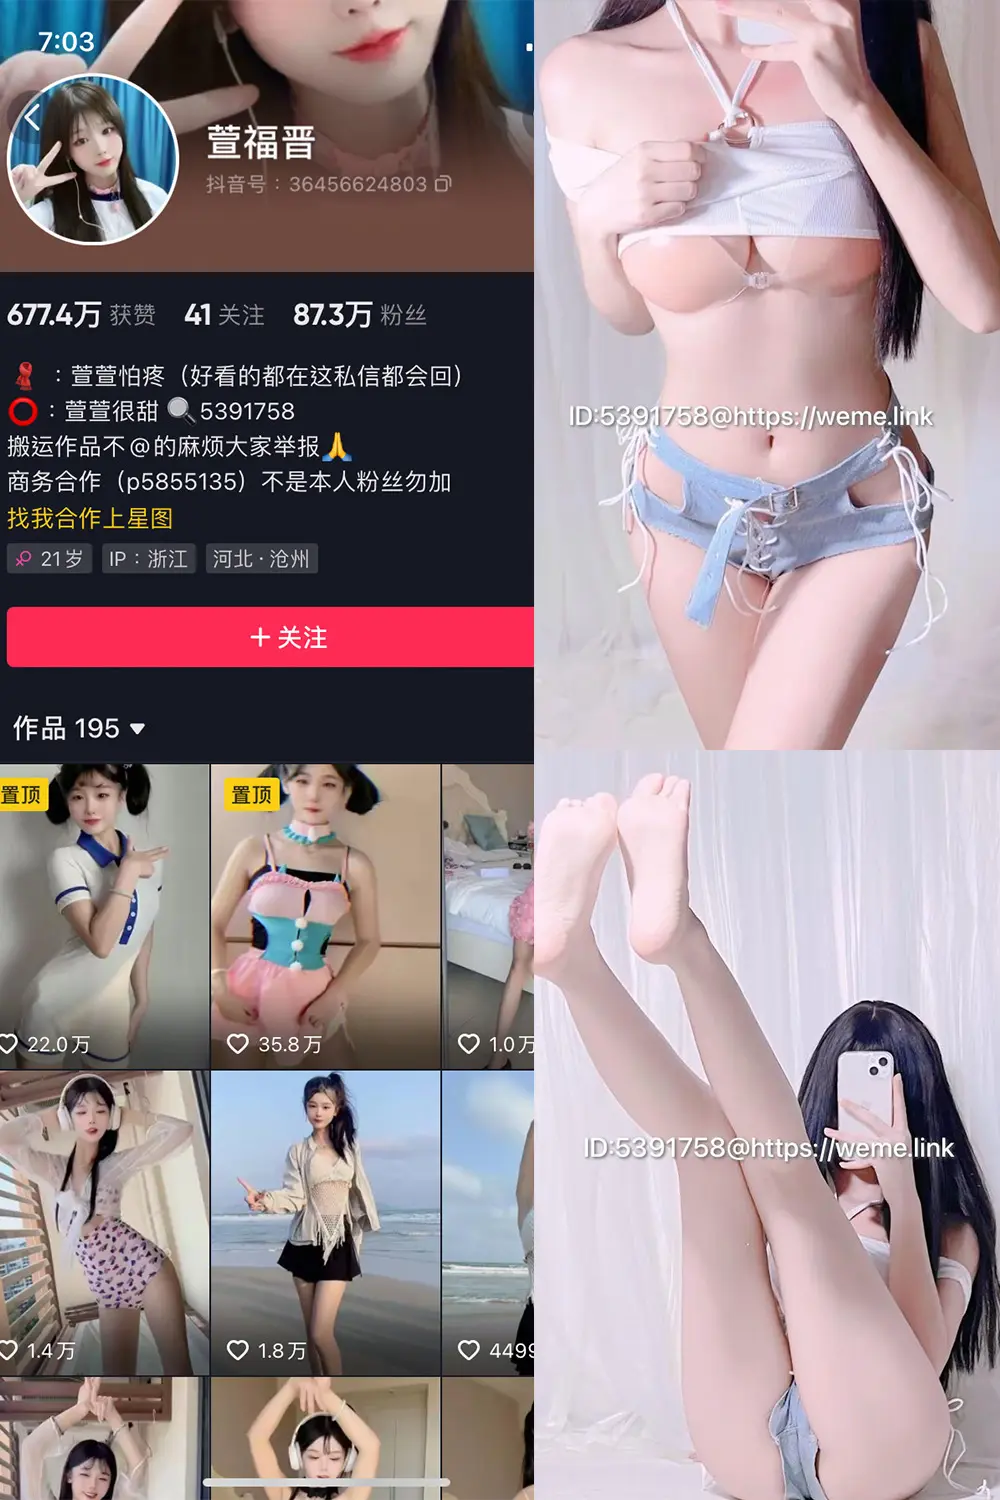 7:03
萱福晋
抖音号：36456624803
677.4万 获赞 41 关注 87.3万 粉丝
：萱萱怕疼（好看的都在这私信都会回）
：萱萱很甜 5391758
搬运作品不@的麻烦大家举报
商务合作（p5855135）不是本人粉丝勿加
找我合作上星图
21岁 IP：浙江 河北·沧州
+ 关注
作品 195
置顶 置顶
22.0万 35.8万 1.0万
1.4万 1.8万 4499
ID:5391758@https://weme.link
ID:5391758@https://weme.link